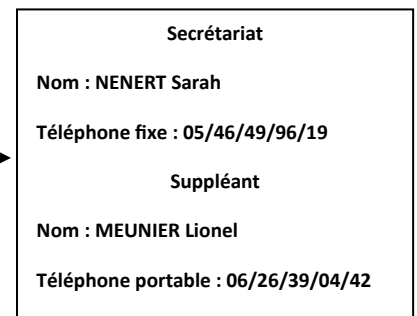 Secrétariat
Nom : NENERT Sarah
Téléphone fixe : 05/46/49/96/19
Suppléant
Nom : MEUNIER Lionel
Téléphone portable : 06/26/39/04/42